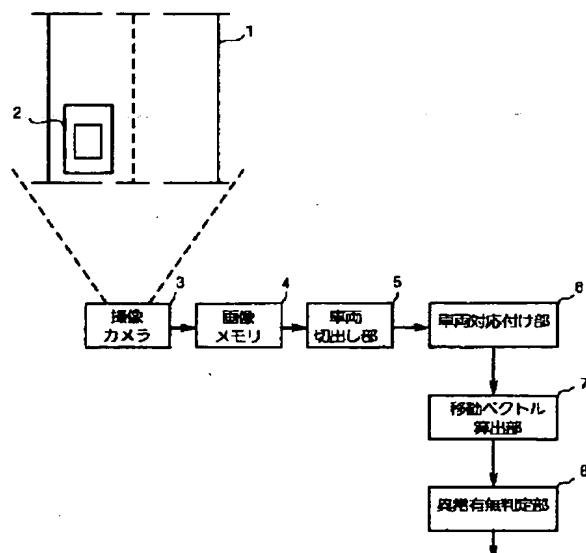 1
2
3
撮像
カメラ
4
画像
メモリ
5
車両
切出し部
6
車両対応付け部
7
移動ベクトル
算出部
8
異常有無判定部